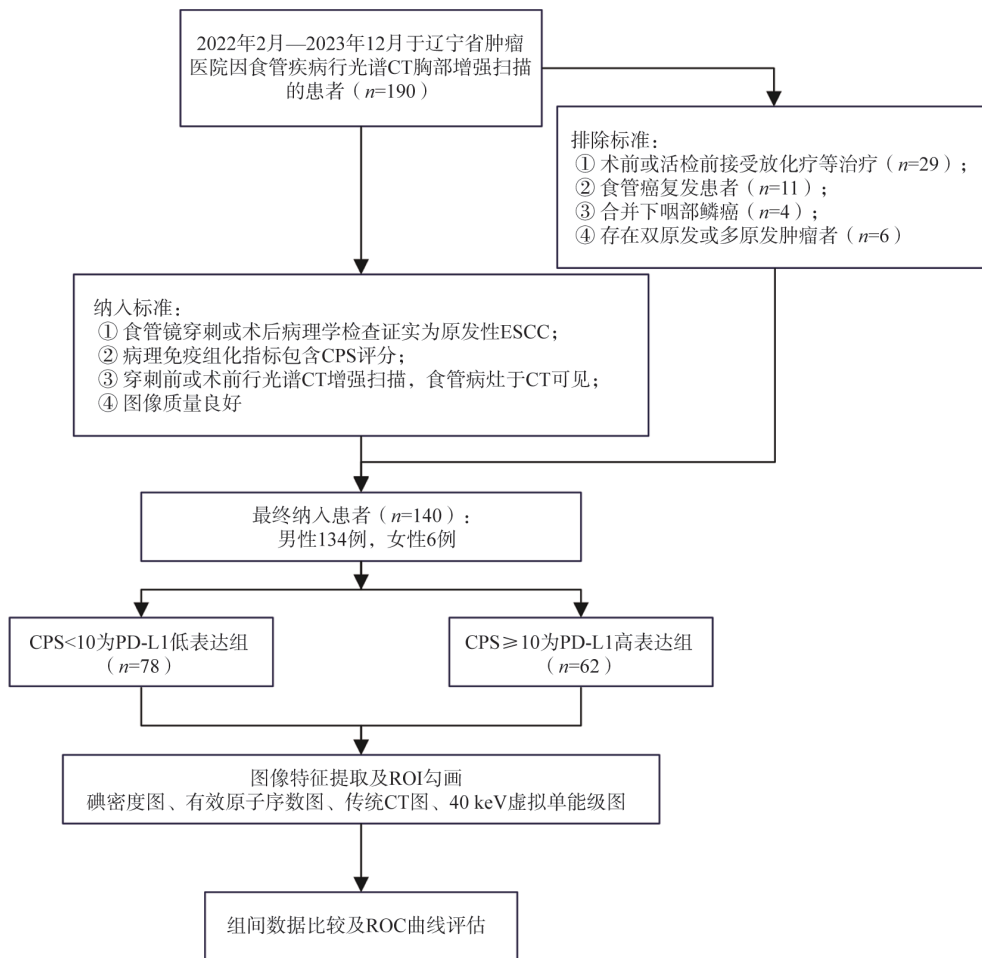 2022年2月—2023年12月于辽宁省肿瘤
医院因食管疾病行光谱CT胸部增强扫描
的患者（n=190）
排除标准：
① 术前或活检前接受放化疗等治疗（n=29）；
② 食管癌复发患者（n=11）；
③ 合并下咽部鳞癌（n=4）；
④ 存在双原发或多原发肿瘤者（n=6）
纳入标准：
① 食管镜穿刺或术后病理学检查证实为原发性ESCC；
② 病理免疫组化指标包含CPS评分；
③ 穿刺前或术前行光谱CT增强扫描，食管病灶于CT可见；
④ 图像质量良好
最终纳入患者（n=140）：
男性134例，女性6例
CPS<10为PD-L1低表达组
（n=78）
CPS≥10为PD-L1高表达组
（n=62）
图像特征提取及ROI勾画
碘密度图、有效原子序数图、传统CT图、40 keV虚拟单能级图
组间数据比较及ROC曲线评估